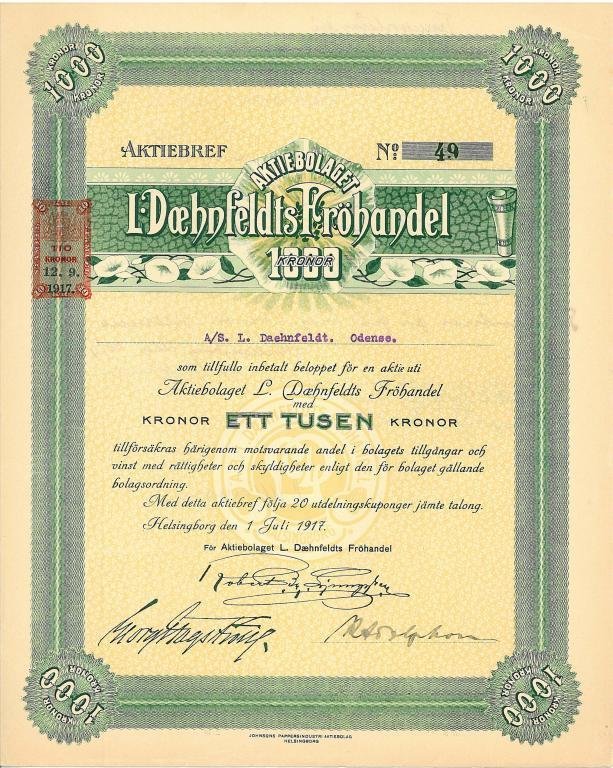 1000
KRONOR
KRONOR
1000
KRONOR
KRONOR
AKTIEBREF
No: 49
AKTIEBOLAGET
L. Dæhnfeldts Fröhandel
1000
KRONOR
TIO
KRONOR
12. 9.
1917.
A/S. L. Daehnfeldt. Odense.
som tillfullo inbetalt beloppet för en aktie uti
Aktiebolaget L. Dæhnfeldts Fröhandel
med
KRONOR ETT TUSEN KRONOR
tillförsäkras härigenom motsvarande andel i bolagets tillgångar och
vinst med rättigheter och skyldigheter enligt den för bolaget gällande
bolagsordning.
Med detta aktiebref följa 20 utdelningskuponger jämte talong.
Helsingborg den 1 Juli 1917.
För Aktiebolaget L. Dæhnfeldts Fröhandel
1000
KRONOR
KRONOR
1000
KRONOR
KRONOR
JOHNSONS PAPPERSINDUSTRI AKTIEBOLAG
HELSINGBORG